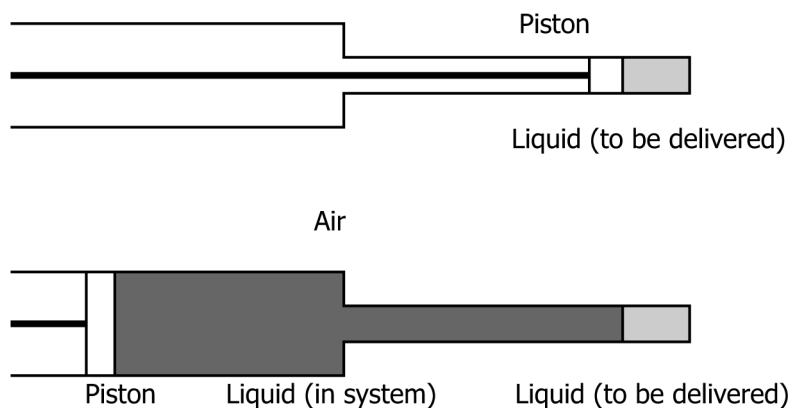 Piston
Liquid (to be delivered)
Air
Piston Liquid (in system) Liquid (to be delivered)